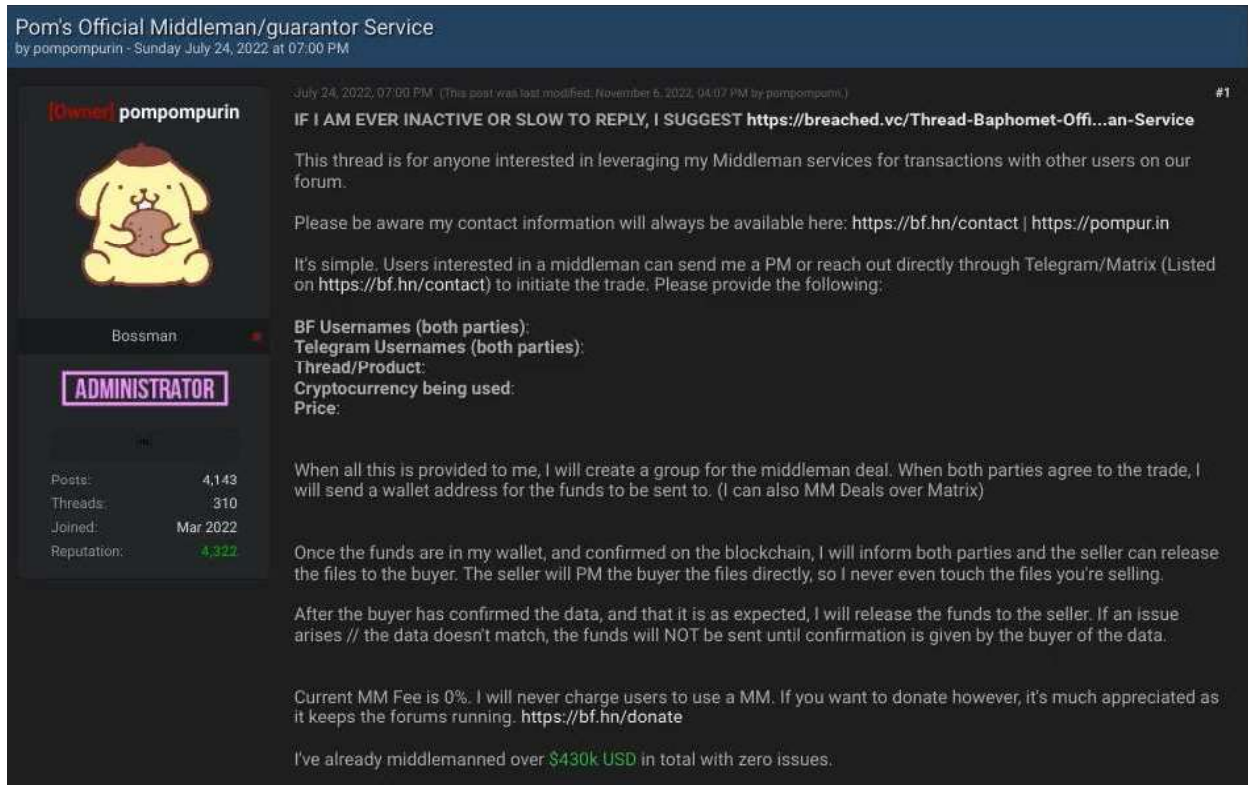 Pom's Official Middleman/guarantor Service
by pompompurin - Sunday July 24, 2022 at 07:00 PM
[Owner] pompompurin
Bossman
ADMINISTRATOR
Posts: 4,143
Threads: 310
Joined: Mar 2022
Reputation: 4,322
July 24, 2022, 07:00 PM (This post was last modified: November 6, 2022, 04:07 PM by pompompurin.)
#1
IF I AM EVER INACTIVE OR SLOW TO REPLY, I SUGGEST https://breached.vc/Thread-Baphomet-Offi...an-Service
This thread is for anyone interested in leveraging my Middleman services for transactions with other users on our
forum.
Please be aware my contact information will always be available here: https://bf.hn/contact | https://pompur.in
It's simple. Users interested in a middleman can send me a PM or reach out directly through Telegram/Matrix (Listed
on https://bf.hn/contact) to initiate the trade. Please provide the following:
BF Usernames (both parties):
Telegram Usernames (both parties):
Thread/Product:
Cryptocurrency being used:
Price:
When all this is provided to me, I will create a group for the middleman deal. When both parties agree to the trade, I
will send a wallet address for the funds to be sent to. (I can also MM Deals over Matrix)
Once the funds are in my wallet, and confirmed on the blockchain, I will inform both parties and the seller can release
the files to the buyer. The seller will PM the buyer the files directly, so I never even touch the files you're selling.
After the buyer has confirmed the data, and that it is as expected, I will release the funds to the seller. If an issue
arises // the data doesn't match, the funds will NOT be sent until confirmation is given by the buyer of the data.
Current MM Fee is 0%. I will never charge users to use a MM. If you want to donate however, it's much appreciated as
it keeps the forums running. https://bf.hn/donate
I've already middlemanned over $430k USD in total with zero issues.